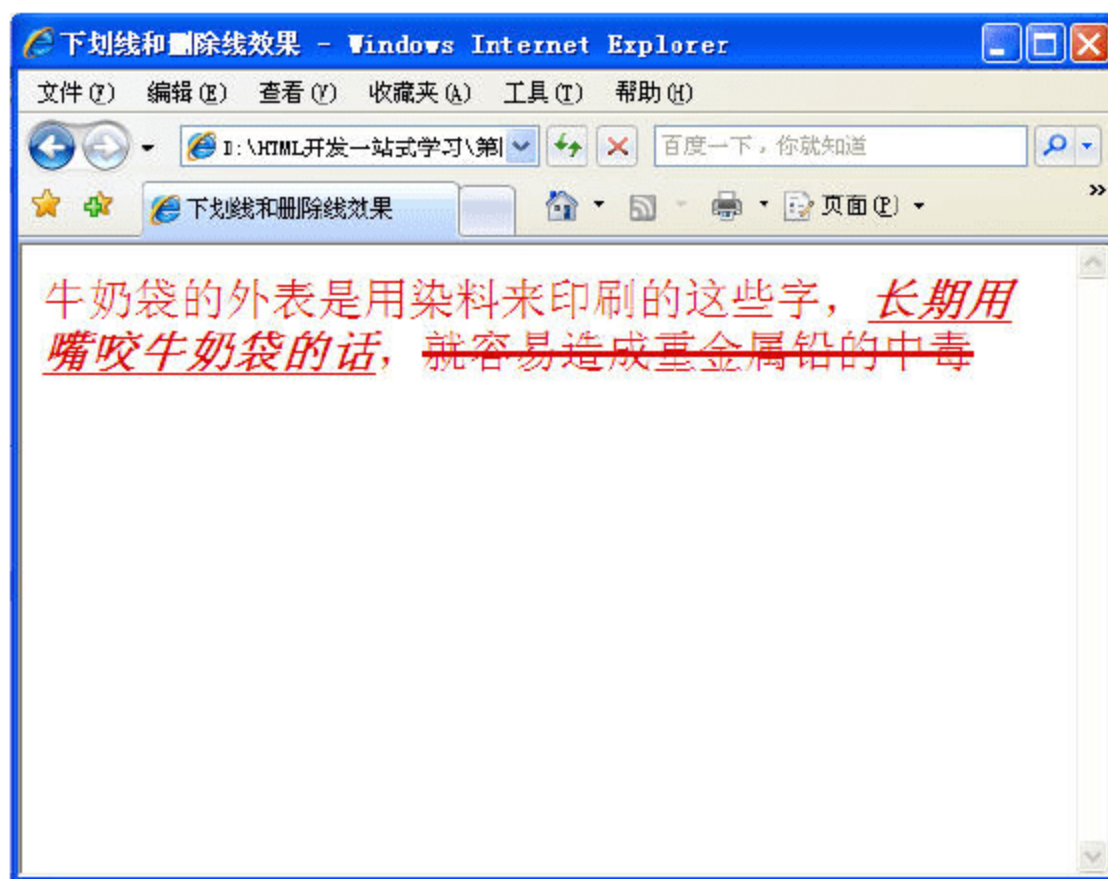 下划线和删除线效果 - Windows Internet Explorer
文件(F) 编辑(E) 查看(V) 收藏夹(A) 工具(T) 帮助(H)
D:\HTML开发一站式学习\第 百度一下，你就知道
下划线和删除线效果 页面(P)
牛奶袋的外表是用染料来印刷的这些字，长期用
嘴咬牛奶袋的话，就容易造成重金属铅的中毒